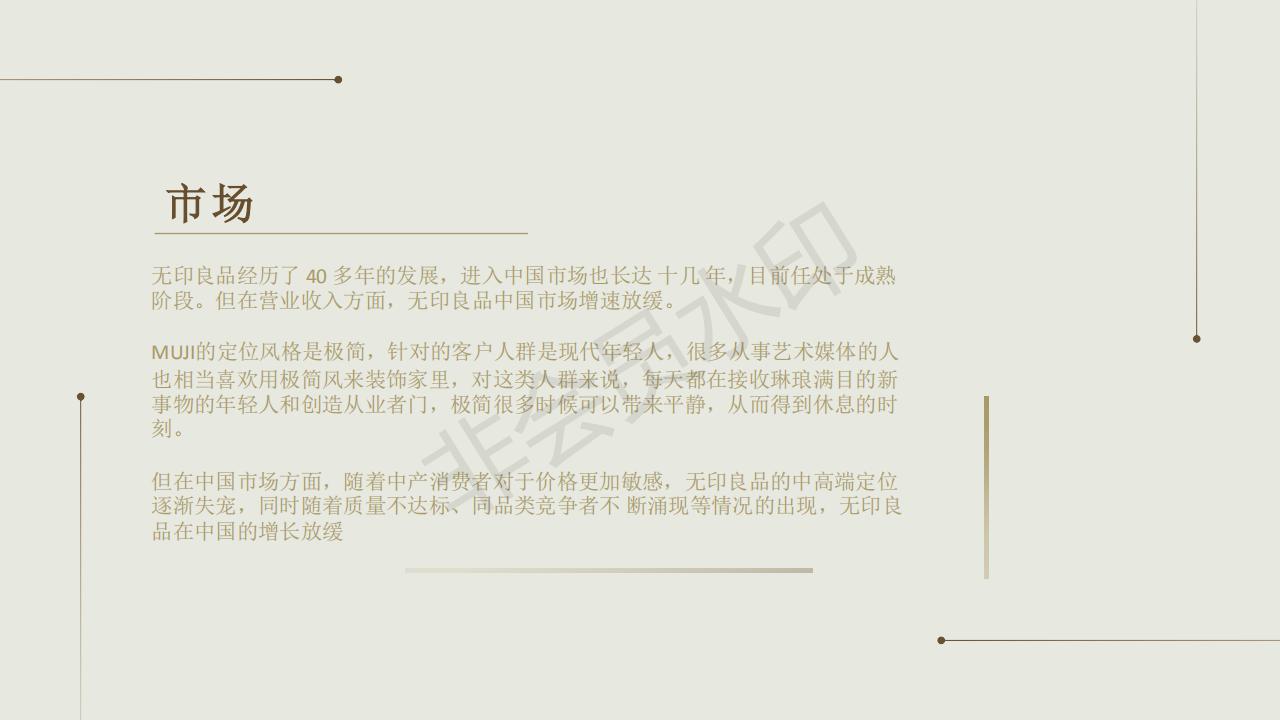 市场
无印良品经历了 40 多年的发展，进入中国市场也长达 十几 年，目前任处于成熟
阶段。但在营业收入方面，无印良品中国市场增速放缓。
MUJI的定位风格是极简，针对的客户人群是现代年轻人，很多从事艺术媒体的人
也相当喜欢用极简风来装饰家里，对这类人群来说，每天都在接收琳琅满目的新
事物的年轻人和创造从业者门，极简很多时候可以带来平静，从而得到休息的时
刻。
但在中国市场方面，随着中产消费者对于价格更加敏感，无印良品的中高端定位
逐渐失宠，同时随着质量不达标、同品类竞争者不 断涌现等情况的出现，无印良
品在中国的增长放缓
非会员水印